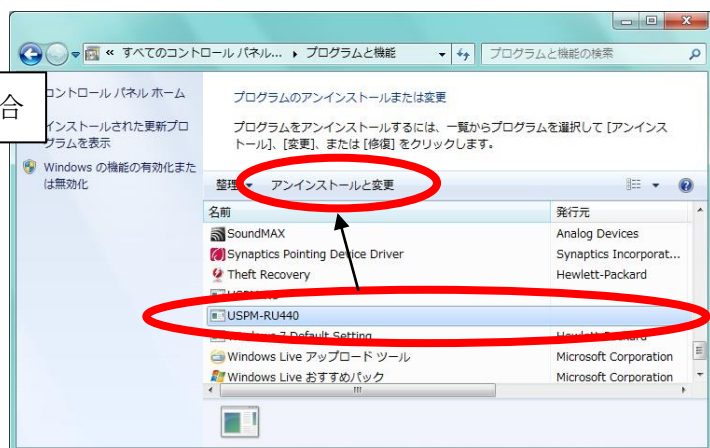 « すべてのコントロール パネル... ▸ プログラムと機能
プログラムと機能の検索
合
コントロール パネル ホーム
インストールされた更新プロ
グラムを表示
Windows の機能の有効化また
は無効化
プログラムのアンインストールまたは変更
プログラムをアンインストールするには、一覧からプログラムを選択して [アンインス
トール]、[変更]、または [修復] をクリックします。
整理 ▼ アンインストールと変更
名前 発行元
SoundMAX Analog Devices
Synaptics Pointing Device Driver Synaptics Incorporat...
Theft Recovery Hewlett-Packard
USPM-RU440
Windows 7 Default Setting Hewlett-Packard
Windows Live アップロード ツール Microsoft Corporation
Windows Live おすすめパック Microsoft Corporation